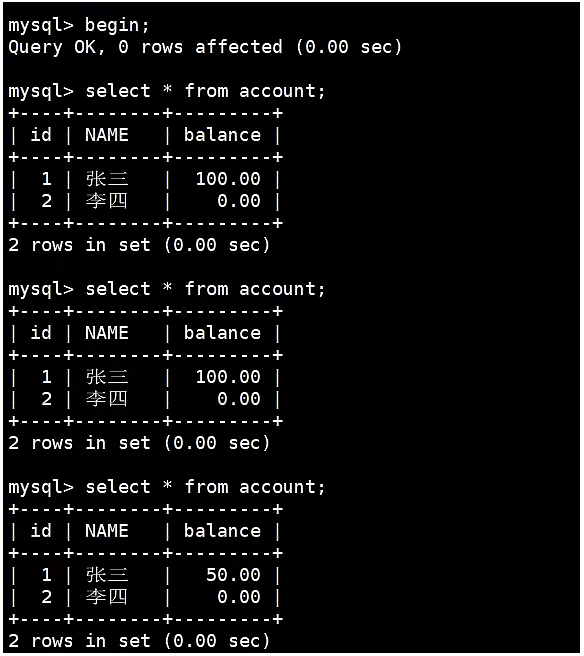 mysql> begin;
Query OK, 0 rows affected (0.00 sec)
mysql> select * from account;
+----+--------+---------+
| id | NAME   | balance |
+----+--------+---------+
|  1 | 张三   |  100.00 |
|  2 | 李四   |    0.00 |
+----+--------+---------+
2 rows in set (0.00 sec)
mysql> select * from account;
+----+--------+---------+
| id | NAME   | balance |
+----+--------+---------+
|  1 | 张三   |  100.00 |
|  2 | 李四   |    0.00 |
+----+--------+---------+
2 rows in set (0.00 sec)
mysql> select * from account;
+----+--------+---------+
| id | NAME   | balance |
+----+--------+---------+
|  1 | 张三   |   50.00 |
|  2 | 李四   |    0.00 |
+----+--------+---------+
2 rows in set (0.00 sec)